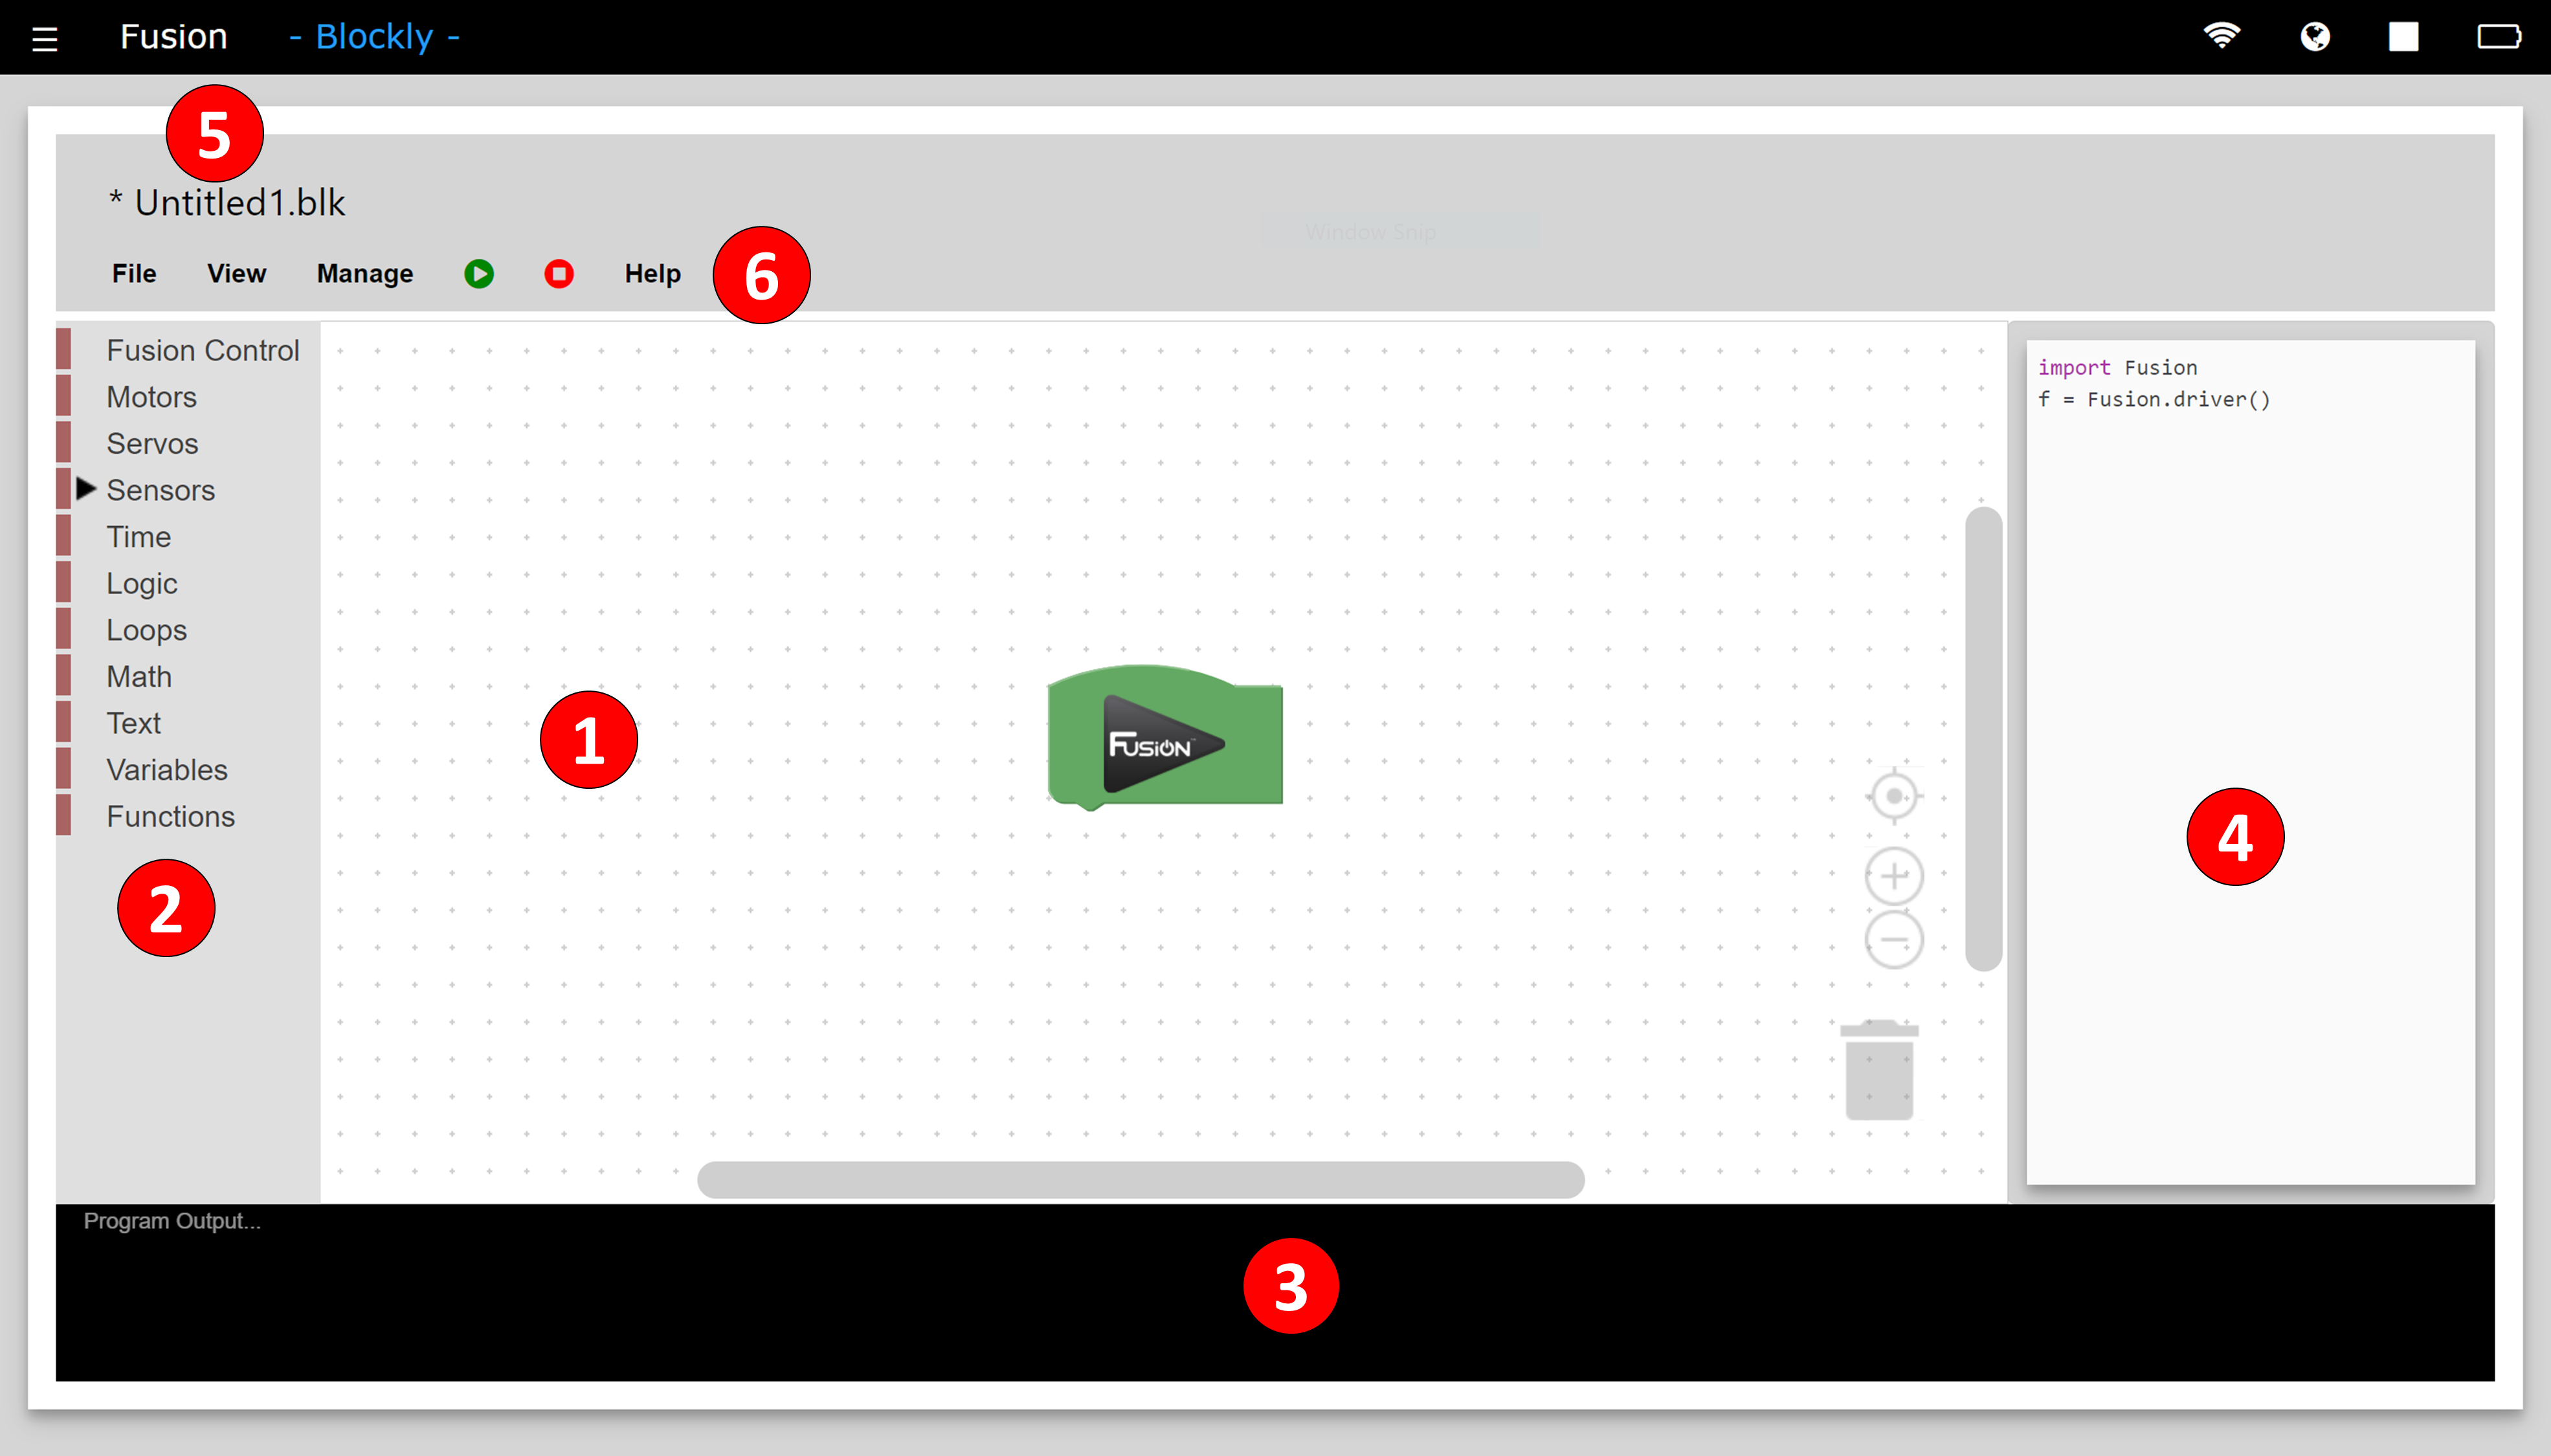 Fusion - Blockly -
5
* Untitled1.blk
Window Snip
File View Manage Help 6
Fusion Control
Motors
Servos
Sensors
Time
Logic
Loops
Math
Text
Variables
Functions
2
1
FUSION™
import Fusion
f = Fusion.driver()
4
Program Output...
3